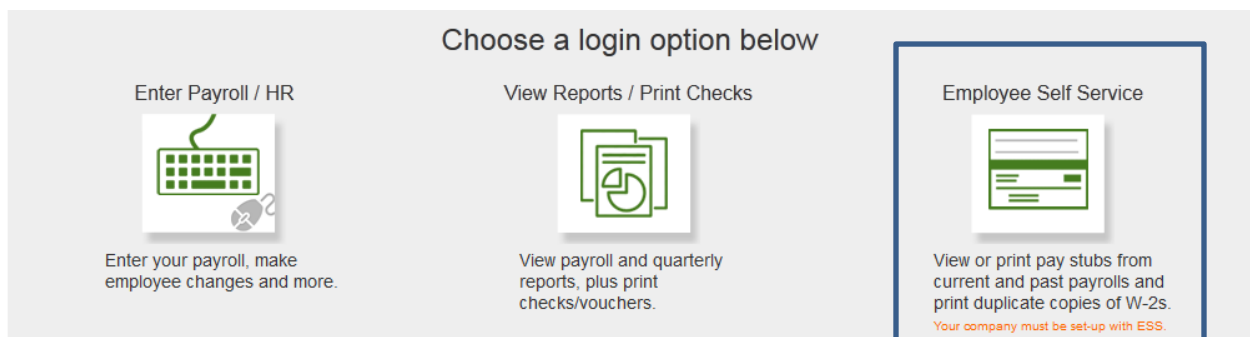 Choose a login option below
Enter Payroll / HR
Enter your payroll, make
employee changes and more.
View Reports / Print Checks
View payroll and quarterly
reports, plus print
checks/vouchers.
Employee Self Service
View or print pay stubs from
current and past payrolls and
print duplicate copies of W-2s.
Your company must be set-up with ESS.